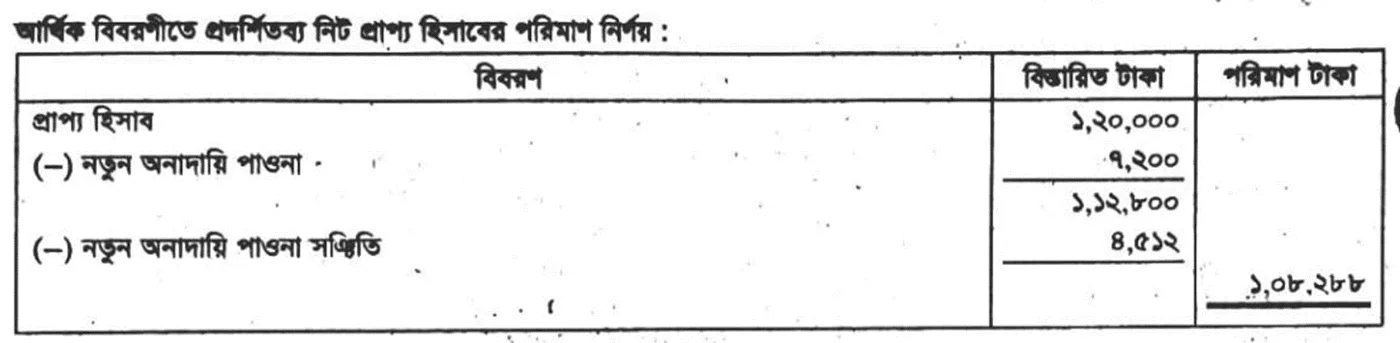 আর্থিক বিবরণীতে প্রদর্শিতব্য নিট প্রাপ্য হিসাবের পরিমাণ নির্ণয় :
বিবরণ বিস্তারিত টাকা পরিমাণ টাকা
প্রাপ্য হিসাব ১,২০,০০০
(–) নতুন অনাদায়ি পাওনা ৭,২০০
১,১২,৮০০
(–) নতুন অনাদায়ি পাওনা সঞ্চিতি ৪,৫১২
১,০৮,২৮৮